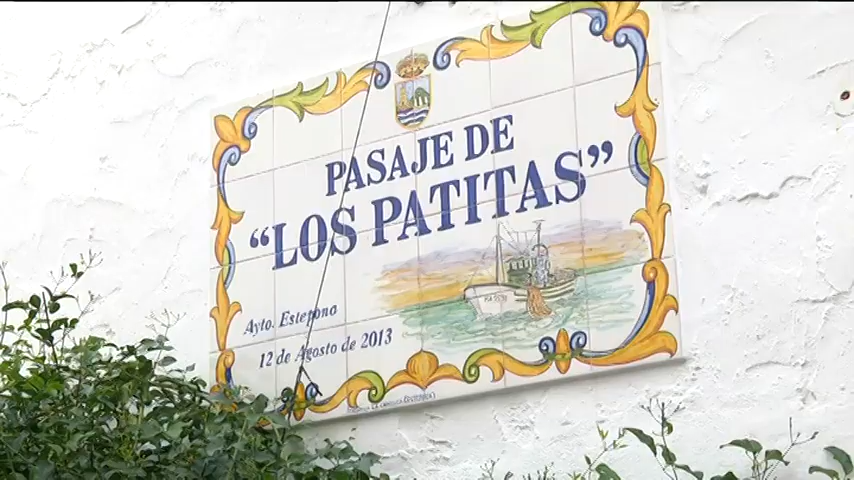 PASAJE DE
“LOS PATITAS”
Ayto. Estepona
12 de Agosto de 2013